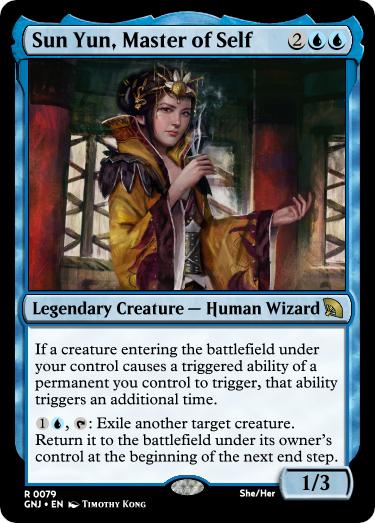 Sun Yun, Master of Self 2
Legendary Creature — Human Wizard
If a creature entering the battlefield under
your control causes a triggered ability of a
permanent you control to trigger, that ability
triggers an additional time.
1, : Exile another target creature.
Return it to the battlefield under its owner's
control at the beginning of the next end step.
1/3
R 0079 She/Her
GNJ • EN Timothy Kong